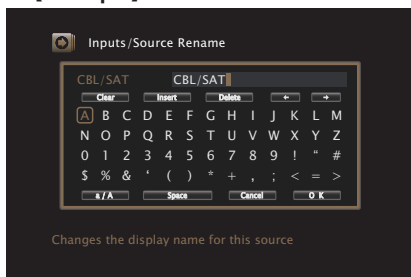 Inputs/Source Rename
CBL/SAT CBL/SAT
Clear Insert Delete ← →
A B C D E F G H I J K L M
N O P Q R S T U V W X Y Z
0 1 2 3 4 5 6 7 8 9 ! “ #
$ % & ‘ ( ) * + , ; < = >
a / A Space Cancel O K
Changes the display name for this source